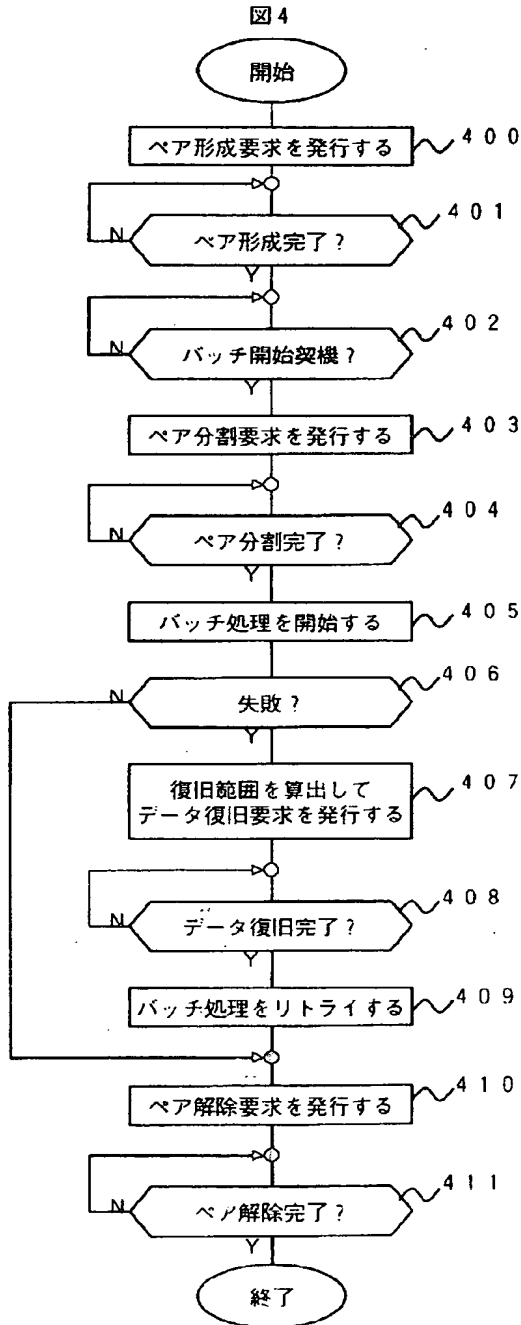 図4
開始
ペア形成要求を発行する 400
ペア形成完了? 401
N
Y
バッチ開始契機? 402
N
Y
ペア分割要求を発行する 403
ペア分割完了? 404
N
Y
バッチ処理を開始する 405
失敗? 406
N
Y
復旧範囲を算出して
データ復旧要求を発行する 407
データ復旧完了? 408
N
Y
バッチ処理をリトライする 409
ペア解除要求を発行する 410
ペア解除完了? 411
N
Y
終了